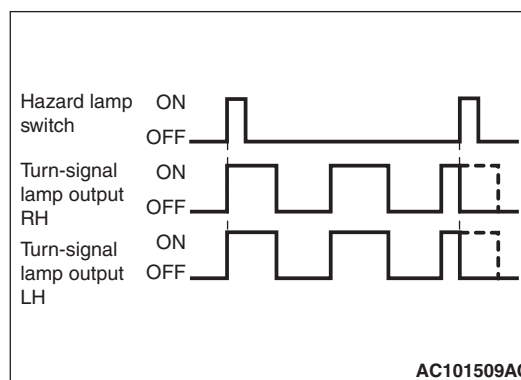 Hazard lamp
switch
ON
OFF
Turn-signal
lamp output
RH
ON
OFF
Turn-signal
lamp output
LH
ON
OFF
AC101509AC